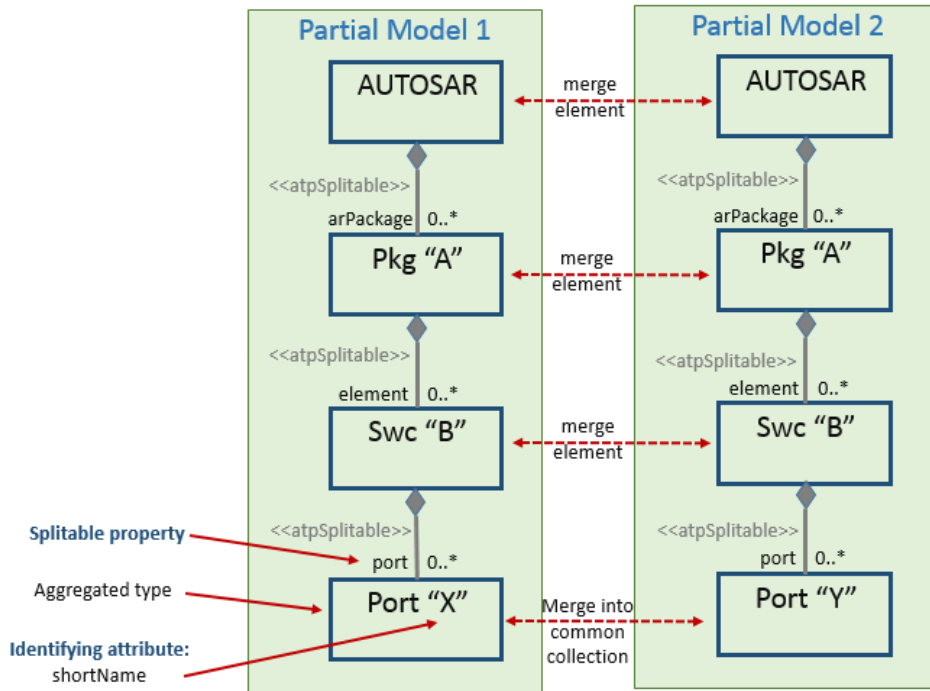 Partial Model 1
Partial Model 2
AUTOSAR
merge
element
AUTOSAR
<<atpSplitable>>
<<atpSplitable>>
arPackage 0..*
arPackage 0..*
Pkg “A”
merge
element
Pkg “A”
<<atpSplitable>>
<<atpSplitable>>
element 0..*
element 0..*
Swc “B”
merge
element
Swc “B”
<<atpSplitable>>
<<atpSplitable>>
Splitable property
port 0..*
port 0..*
Aggregated type
Port “X”
Merge into
common
collection
Port “Y”
Identifying attribute:
shortName